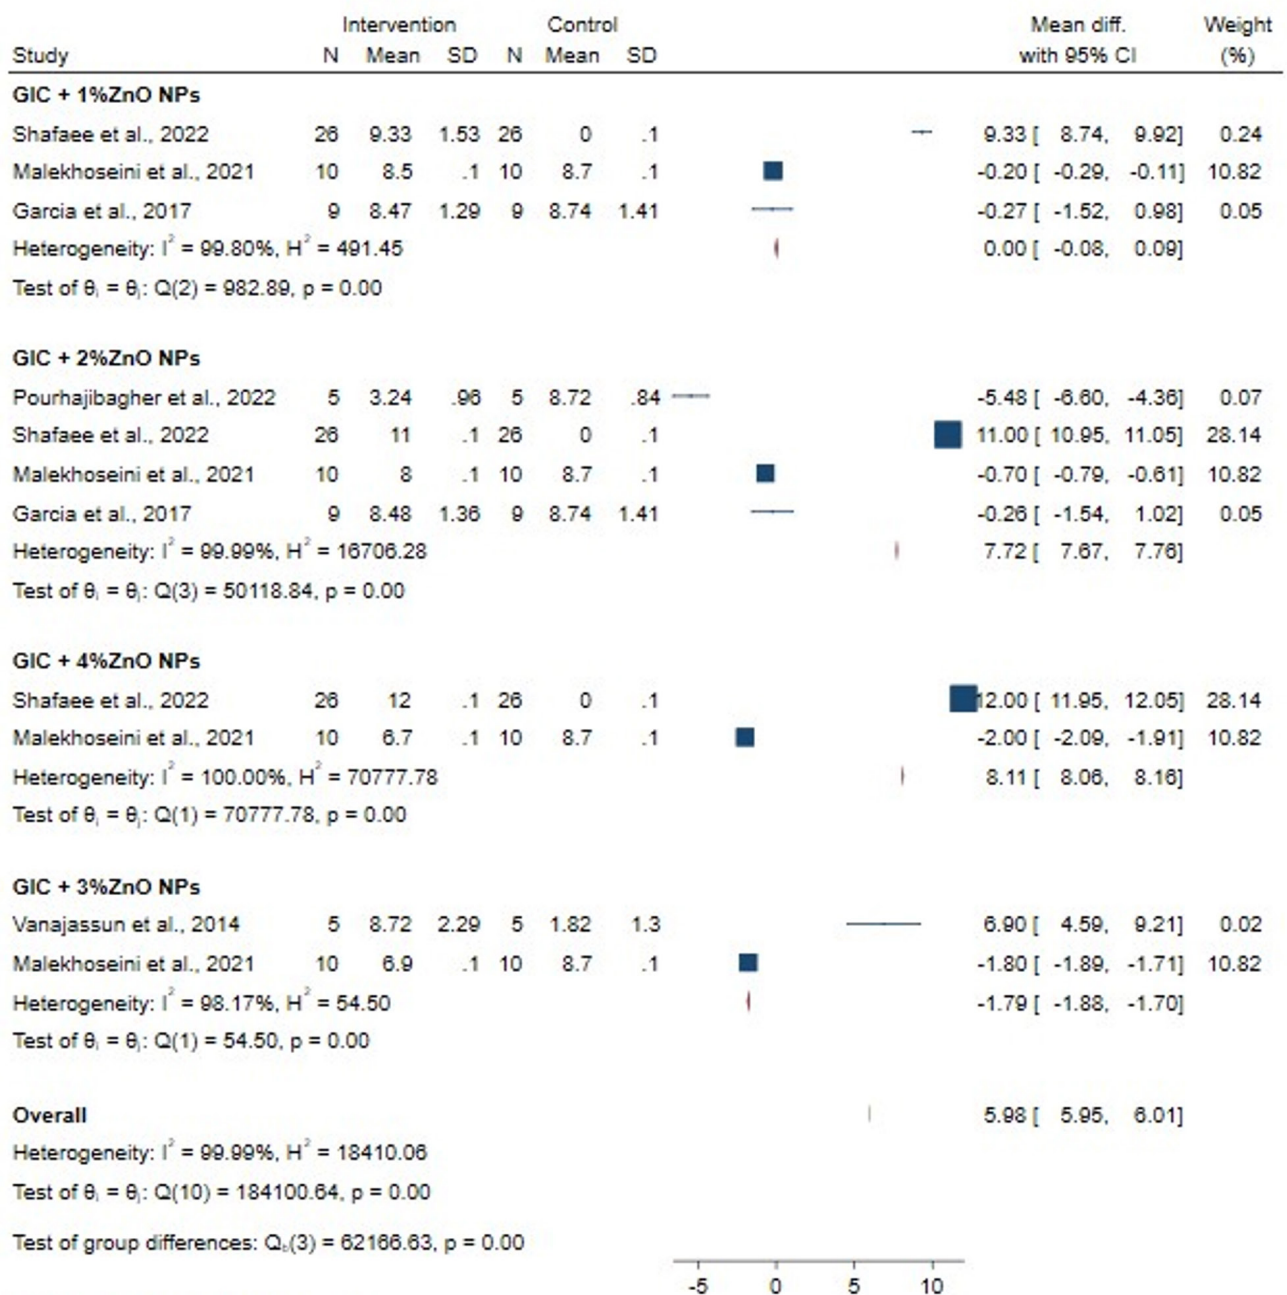 Intervention Control Mean diff. Weight
Study N Mean SD N Mean SD with 95% CI (%)
GIC + 1%ZnO NPs
Shafaee et al., 2022 26 9.33 1.53 26 0 .1 9.33 [ 8.74, 9.92] 0.24
Malekhoseini et al., 2021 10 8.5 .1 10 8.7 .1 -0.20 [ -0.29, -0.11] 10.82
Garcia et al., 2017 9 8.47 1.29 9 8.74 1.41 -0.27 [ -1.52, 0.98] 0.05
Heterogeneity: I² = 99.80%, H² = 491.45 0.00 [ -0.08, 0.09]
Test of θᵢ = θⱼ: Q(2) = 982.89, p = 0.00
GIC + 2%ZnO NPs
Pourhajibagher et al., 2022 5 3.24 .96 5 8.72 .84 -5.48 [ -6.60, -4.36] 0.07
Shafaee et al., 2022 26 11 .1 26 0 .1 11.00 [ 10.95, 11.05] 28.14
Malekhoseini et al., 2021 10 8 .1 10 8.7 .1 -0.70 [ -0.79, -0.61] 10.82
Garcia et al., 2017 9 8.48 1.36 9 8.74 1.41 -0.26 [ -1.54, 1.02] 0.05
Heterogeneity: I² = 99.99%, H² = 16706.28 7.72 [ 7.67, 7.76]
Test of θᵢ = θⱼ: Q(3) = 50118.84, p = 0.00
GIC + 4%ZnO NPs
Shafaee et al., 2022 26 12 .1 26 0 .1 12.00 [ 11.95, 12.05] 28.14
Malekhoseini et al., 2021 10 6.7 .1 10 8.7 .1 -2.00 [ -2.09, -1.91] 10.82
Heterogeneity: I² = 100.00%, H² = 70777.78 8.11 [ 8.06, 8.16]
Test of θᵢ = θⱼ: Q(1) = 70777.78, p = 0.00
GIC + 3%ZnO NPs
Vanajassun et al., 2014 5 8.72 2.29 5 1.82 1.3 6.90 [ 4.59, 9.21] 0.02
Malekhoseini et al., 2021 10 6.9 .1 10 8.7 .1 -1.80 [ -1.89, -1.71] 10.82
Heterogeneity: I² = 98.17%, H² = 54.50 -1.79 [ -1.88, -1.70]
Test of θᵢ = θⱼ: Q(1) = 54.50, p = 0.00
Overall 5.98 [ 5.95, 6.01]
Heterogeneity: I² = 99.99%, H² = 18410.06
Test of θᵢ = θⱼ: Q(10) = 184100.64, p = 0.00
Test of group differences: Q_b(3) = 62166.63, p = 0.00
-5 0 5 10